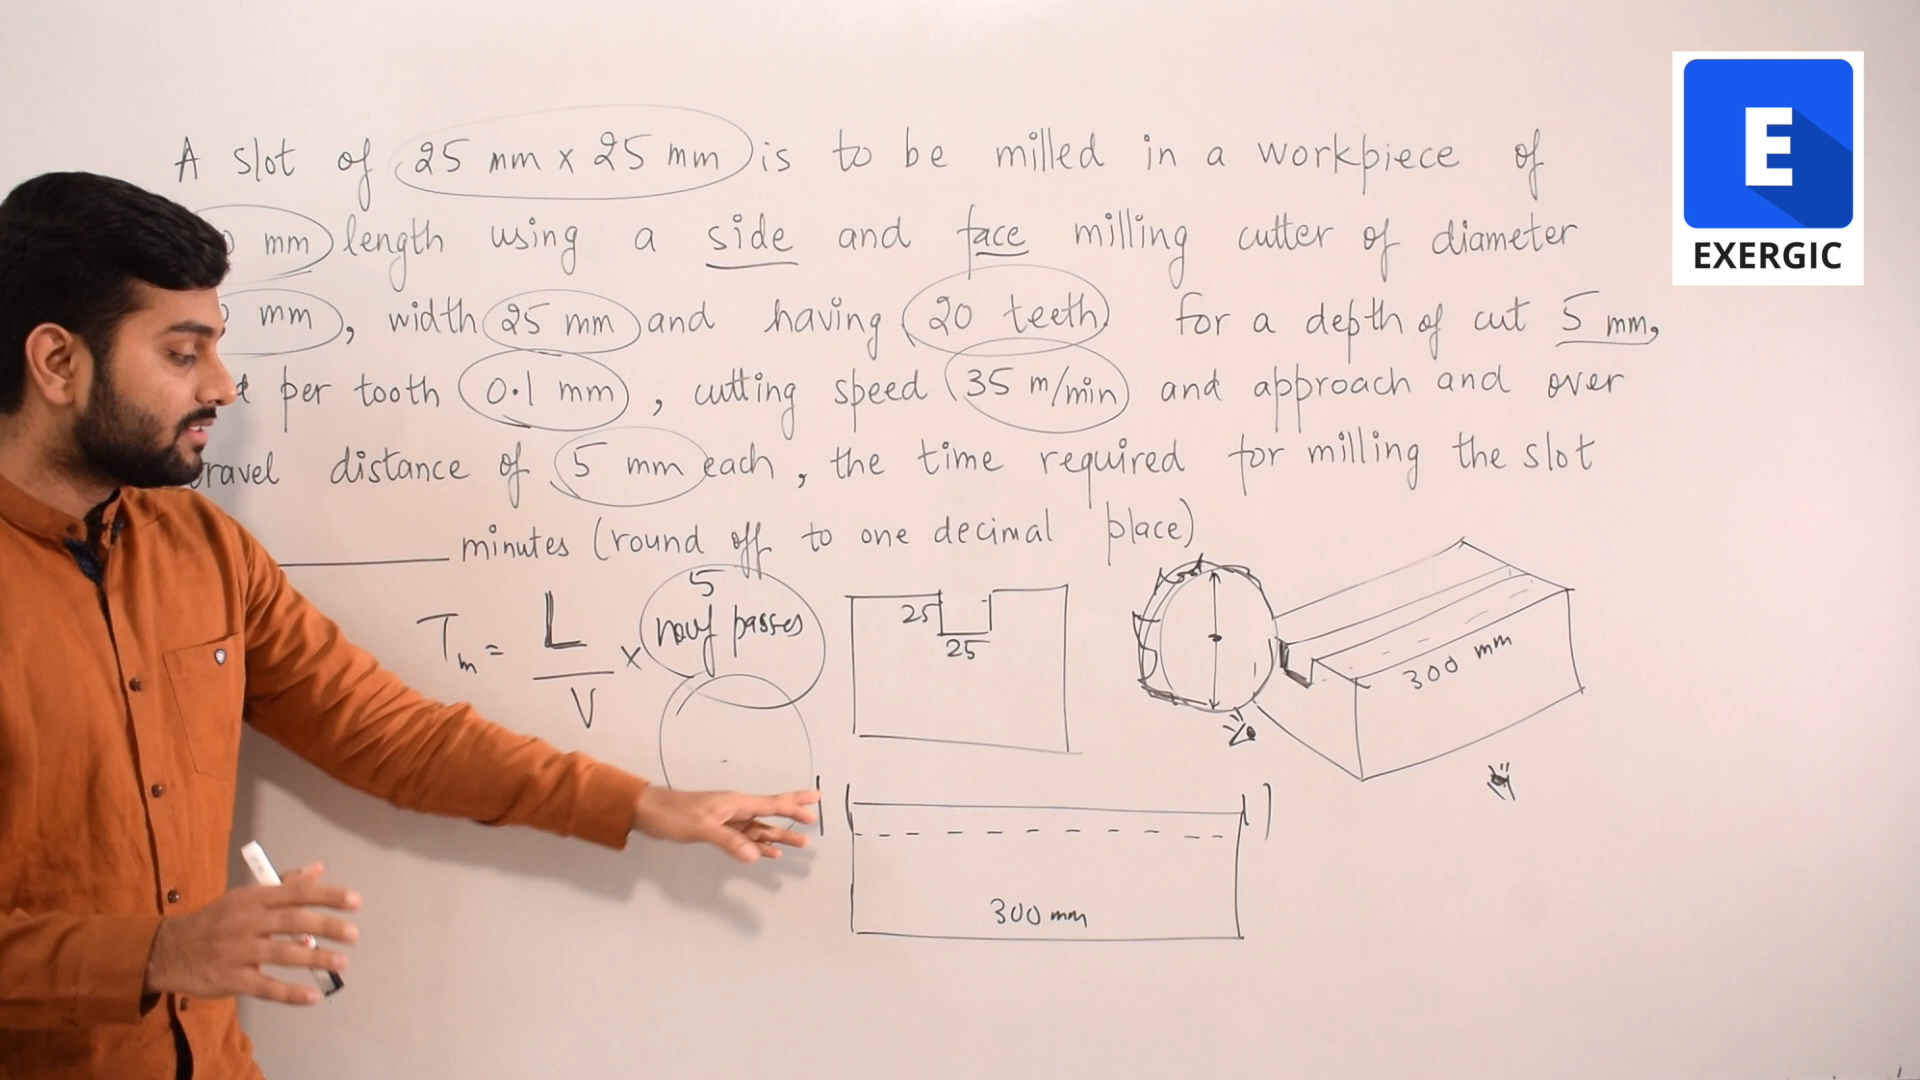 A slot of 25 mm x 25 mm is to be milled in a workpiece of
mm length using a side and face milling cutter of diameter
mm, width 25 mm and having 20 teeth for a depth of cut 5 mm,
per tooth 0.1 mm, cutting speed 35 m/min and approach and over
travel distance of 5 mm each, the time required for milling the slot
minutes (round off to one decimal place)
5
Tm = L / V x no of passes
25
25
300 mm
300 mm
E
EXERGIC